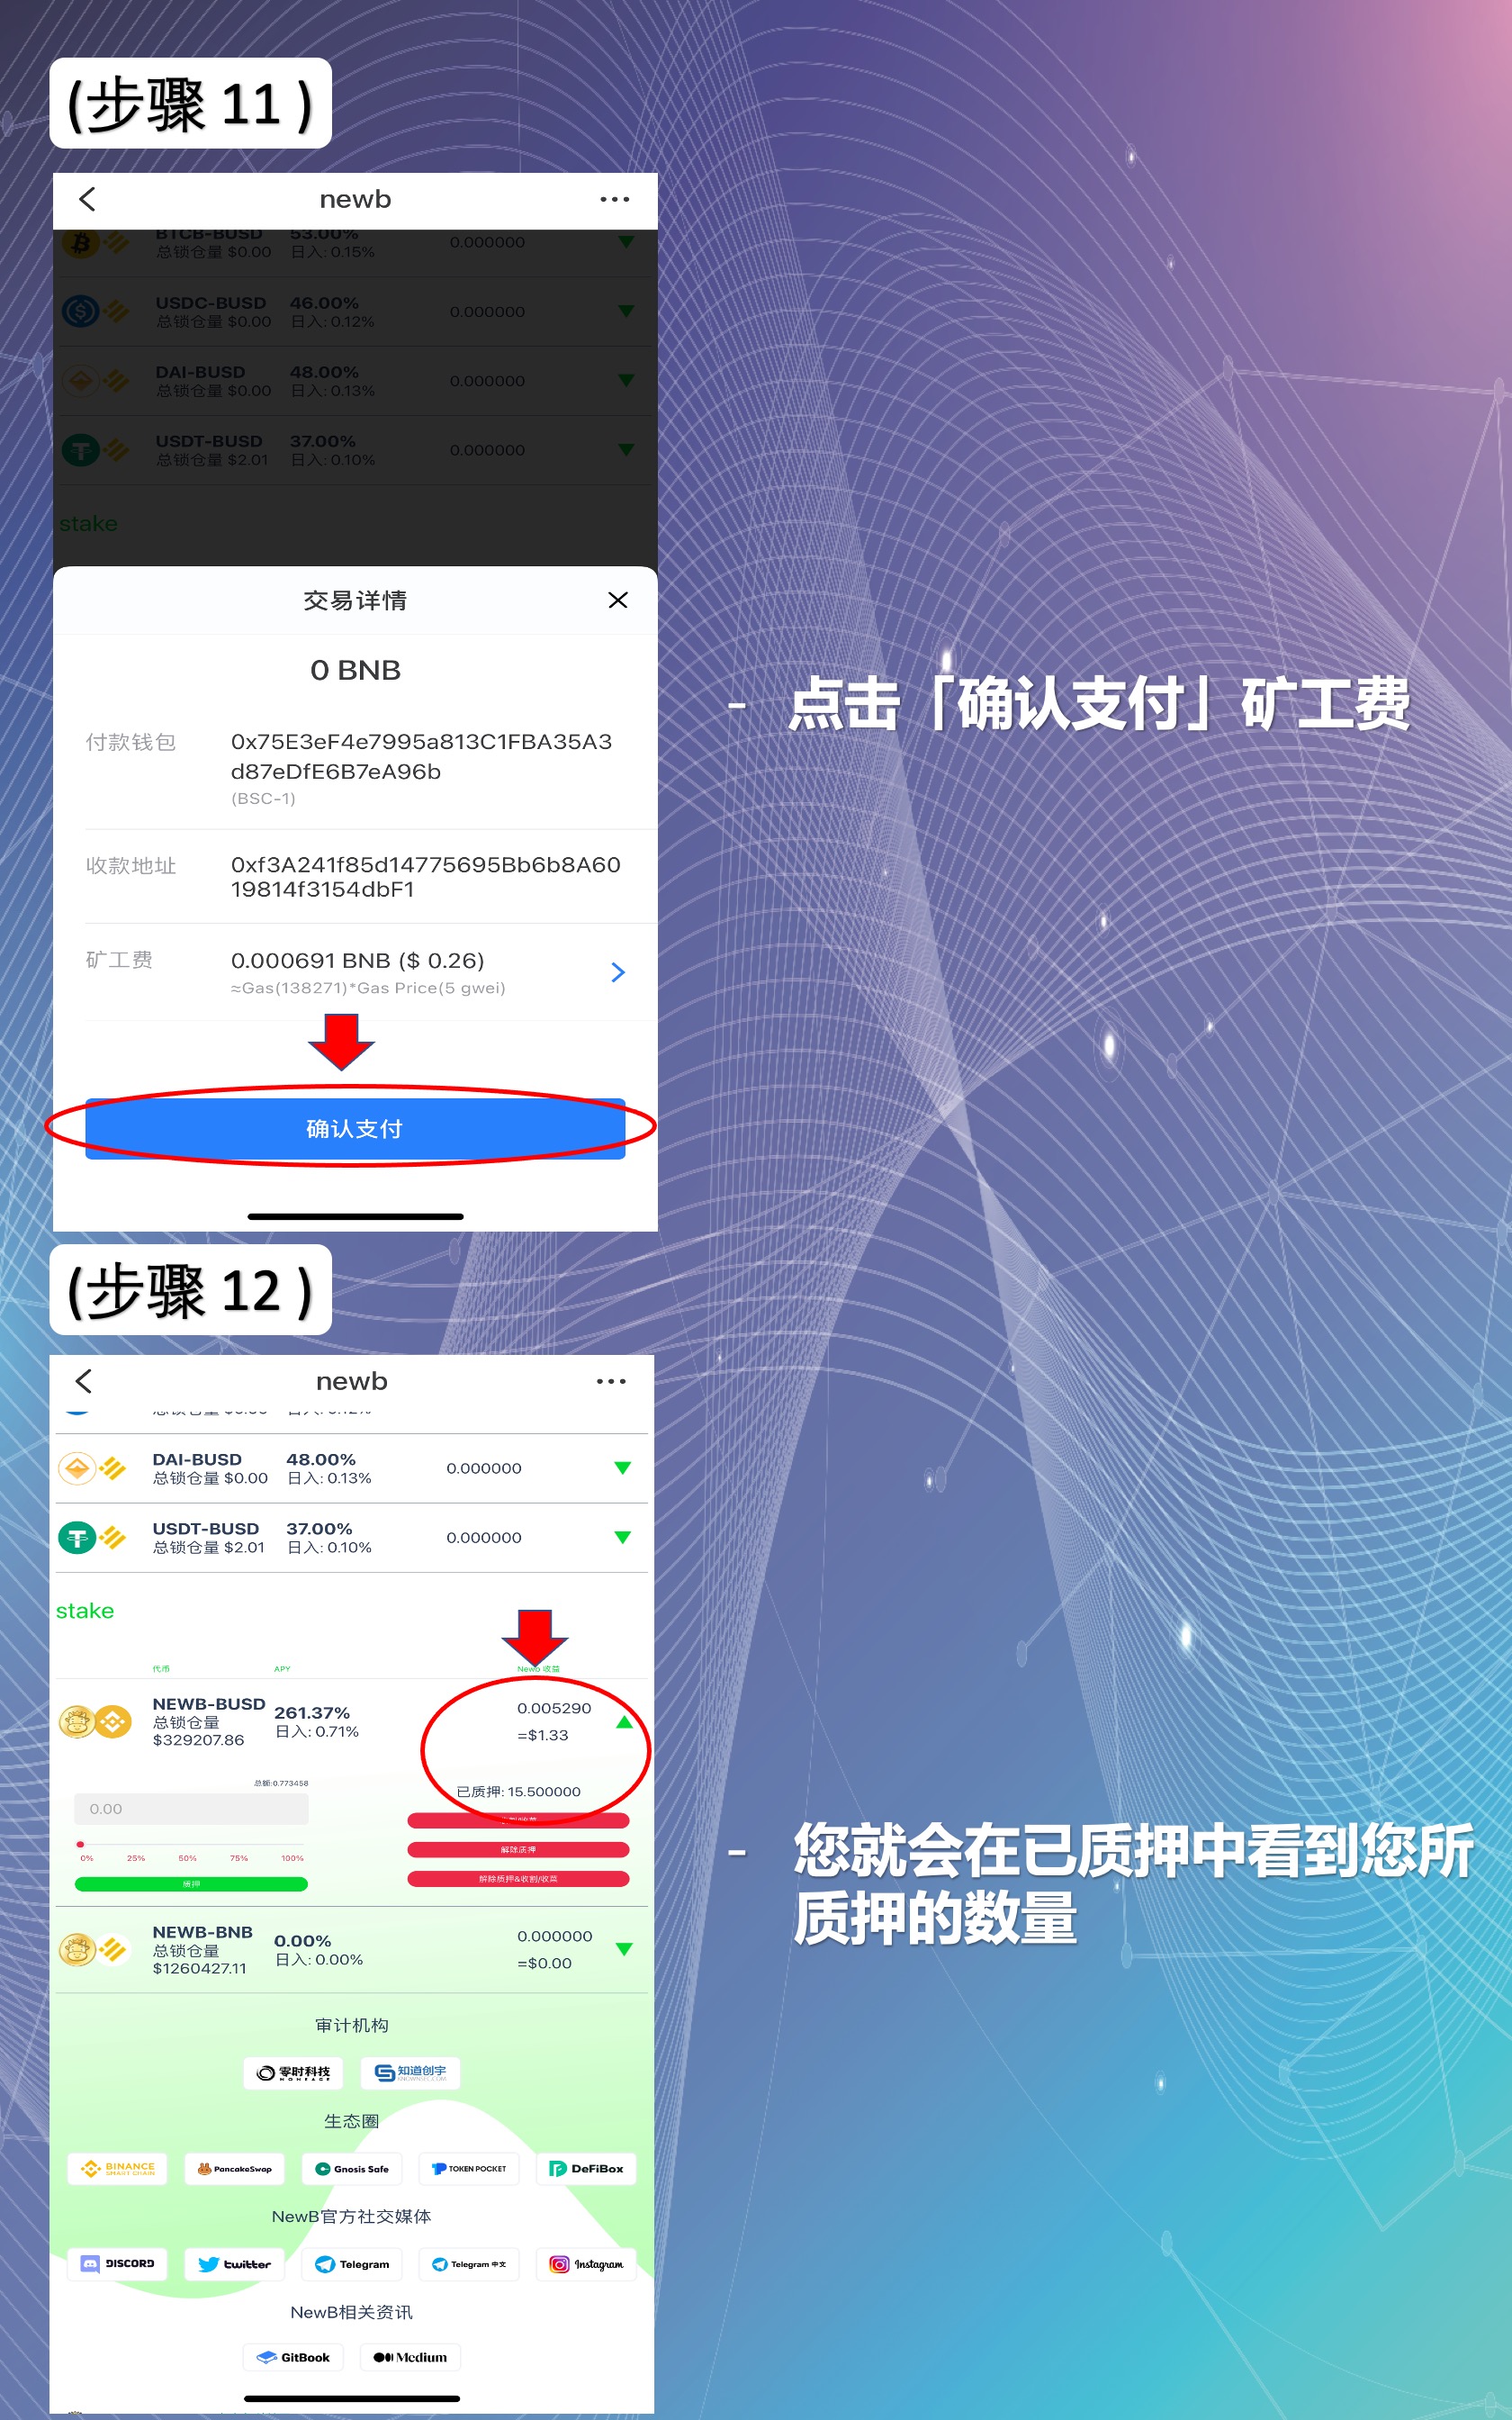 (步骤 11 )
newb
BTCB-BUSD 53.00%
总锁仓量 $0.00 日入: 0.15% 0.000000
USDC-BUSD 46.00%
总锁仓量 $0.00 日入: 0.12% 0.000000
DAI-BUSD 48.00%
总锁仓量 $0.00 日入: 0.13% 0.000000
USDT-BUSD 37.00%
总锁仓量 $2.01 日入: 0.10% 0.000000
stake
交易详情
0 BNB
付款钱包 0x75E3eF4e7995a813C1FBA35A3
d87eDfE6B7eA96b
(BSC-1)
收款地址 0xf3A241f85d14775695Bb6b8A60
19814f3154dbF1
矿工费 0.000691 BNB ($ 0.26)
≈Gas(138271)*Gas Price(5 gwei)
确认支付
- 点击「确认支付」矿工费
(步骤 12 )
newb
DAI-BUSD 48.00%
总锁仓量 $0.00 日入: 0.13% 0.000000
USDT-BUSD 37.00%
总锁仓量 $2.01 日入: 0.10% 0.000000
stake
代币 APY Newb 收益
NEWB-BUSD 261.37% 0.005290
总锁仓量 日入: 0.71% =$1.33
$329207.86
总额:0.773458 已质押: 15.500000
0.00
解除质押
0% 25% 50% 75% 100%
质押 解除质押&收割/收菜
NEWB-BNB 0.00% 0.000000
总锁仓量 日入: 0.00% =$0.00
$1260427.11
审计机构
零时科技 知道创宇
NONEAGE KNOWNSEC.COM
生态圈
BINANCE SMART CHAIN PancakeSwap Gnosis Safe TOKEN POCKET DeFiBox
NewB官方社交媒体
DISCORD twitter Telegram Telegram 中文 Instagram
NewB相关资讯
GitBook Medium
- 您就会在已质押中看到您所
质押的数量